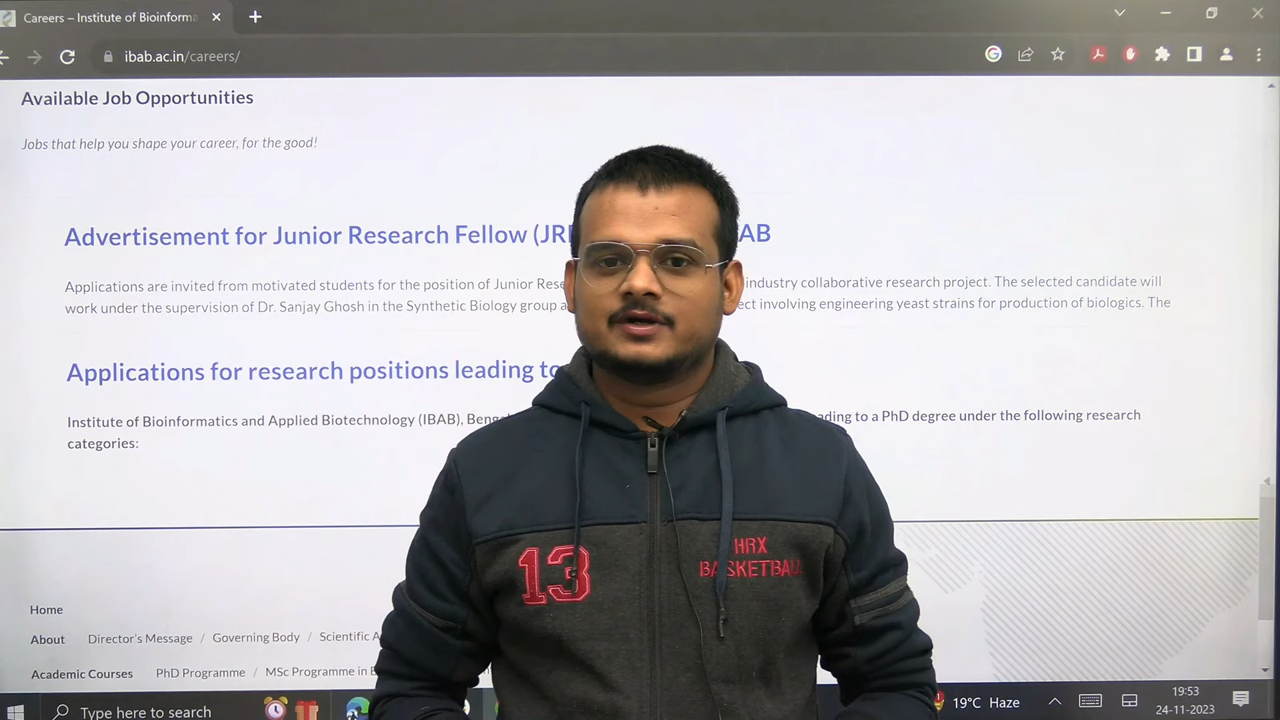 Careers – Institute of Bioinforma
ibab.ac.in/careers/
Available Job Opportunities
Jobs that help you shape your career, for the good!
Advertisement for Junior Research Fellow (JR AB
Applications are invited from motivated students for the position of Junior Rese industry collaborative research project. The selected candidate will
work under the supervision of Dr. Sanjay Ghosh in the Synthetic Biology group a ect involving engineering yeast strains for production of biologics. The
Applications for research positions leading to
Institute of Bioinformatics and Applied Biotechnology (IBAB), Beng ding to a PhD degree under the following research
categories:
13
HRX
BASKETBALL
Home
About Director's Message / Governing Body / Scientific A
Academic Courses PhD Programme / MSc Programme in B
Type here to search
19°C Haze
19:53
24-11-2023